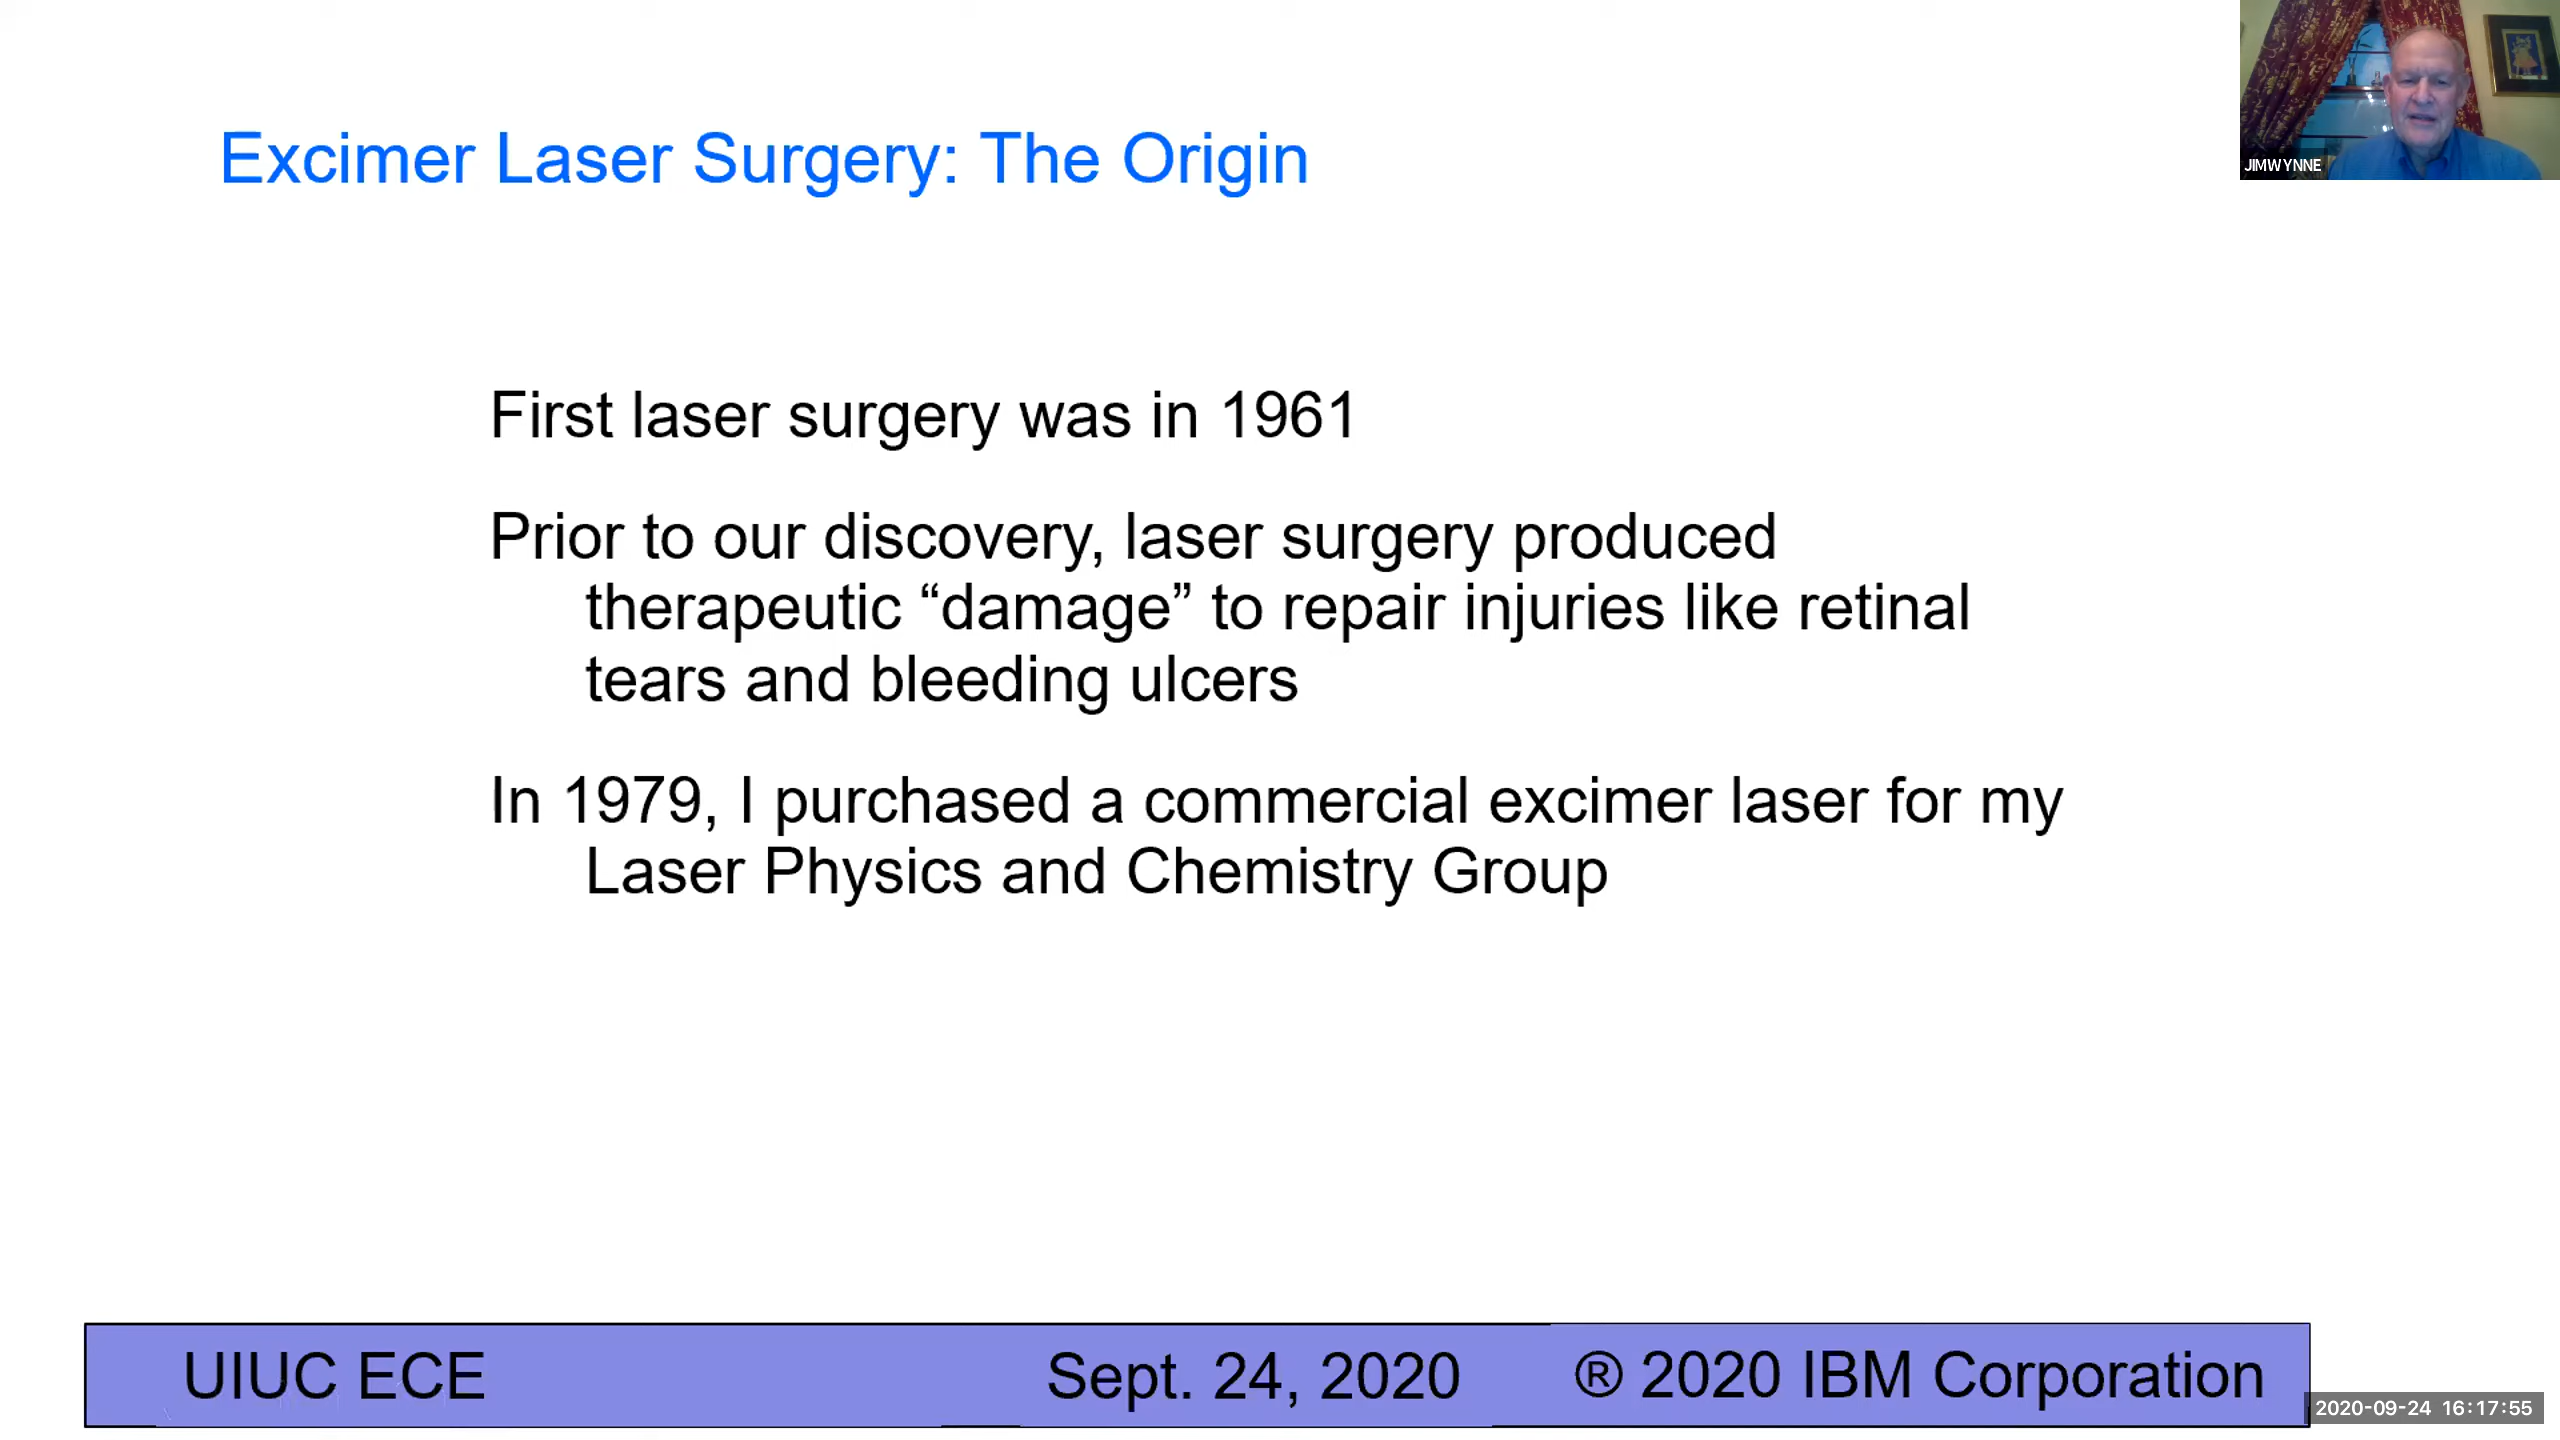 Excimer Laser Surgery: The Origin
JIMWYNNE
First laser surgery was in 1961
Prior to our discovery, laser surgery produced
therapeutic “damage” to repair injuries like retinal
tears and bleeding ulcers
In 1979, I purchased a commercial excimer laser for my
Laser Physics and Chemistry Group
UIUC ECE Sept. 24, 2020 ® 2020 IBM Corporation
2020-09-24 16:17:55